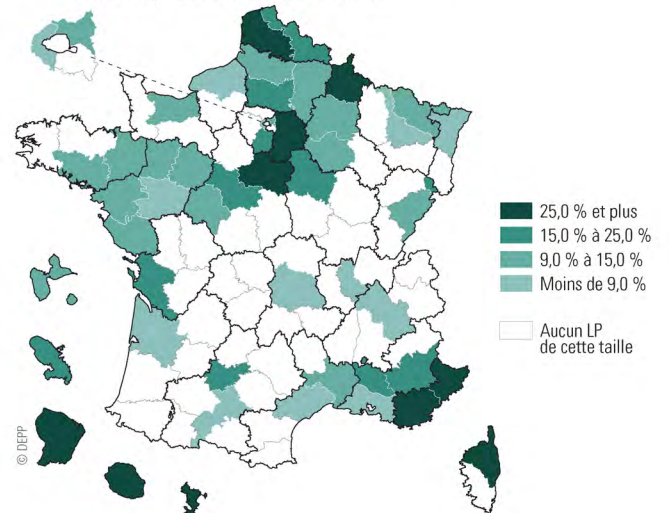 25,0 % et plus
15,0 % à 25,0 %
9,0 % à 15,0 %
Moins de 9,0 %
Aucun LP
de cette taille
© DEPP